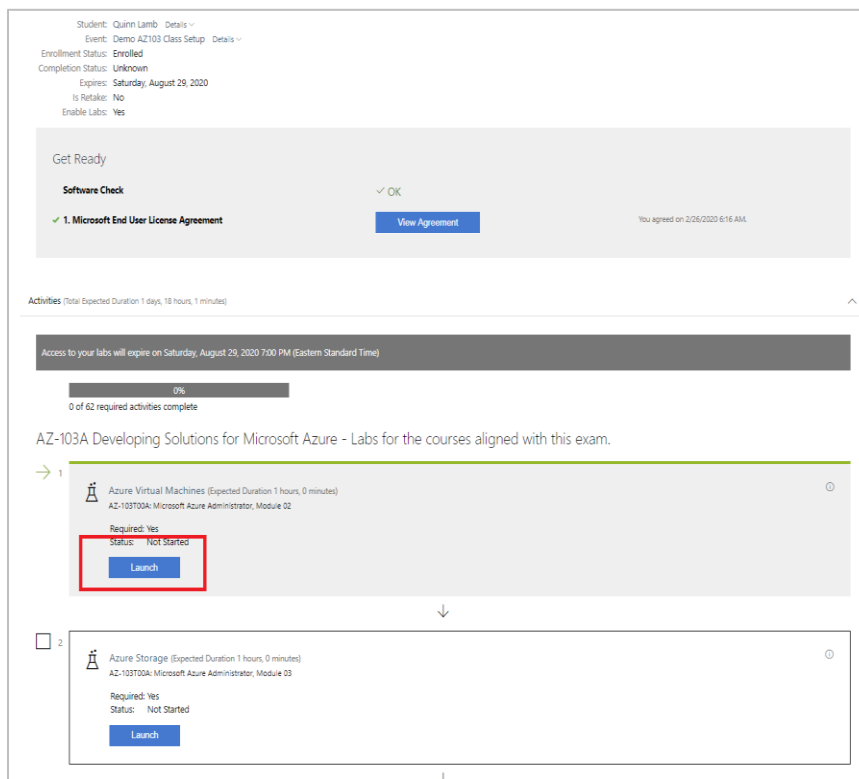 Student: Quinn Lamb Details
Event: Demo AZ103 Class Setup Details
Enrollment Status: Enrolled
Completion Status: Unknown
Expires: Saturday, August 29, 2020
Is Retake: No
Enable Labs: Yes
Get Ready
Software Check OK
1. Microsoft End User License Agreement View Agreement You agreed on 2/26/2020 6:16 AM.
Activities (Total Expected Duration 1 days, 18 hours, 1 minutes)
Access to your labs will expire on Saturday, August 29, 2020 7:00 PM (Eastern Standard Time)
0%
0 of 62 required activities complete
AZ-103A Developing Solutions for Microsoft Azure - Labs for the courses aligned with this exam.
1
Azure Virtual Machines (Expected Duration 1 hours, 0 minutes)
AZ-103T00A: Microsoft Azure Administrator, Module 02
Required: Yes
Status: Not Started
Launch
2
Azure Storage (Expected Duration 1 hours, 0 minutes)
AZ-103T00A: Microsoft Azure Administrator, Module 03
Required: Yes
Status: Not Started
Launch